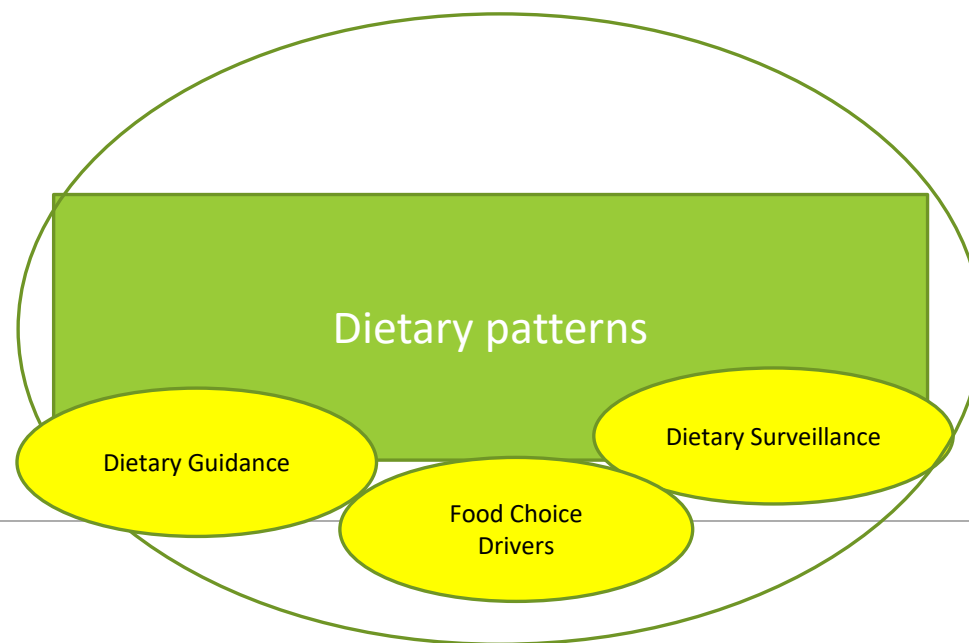 Dietary patterns
Dietary Guidance
Food Choice
Drivers
Dietary Surveillance